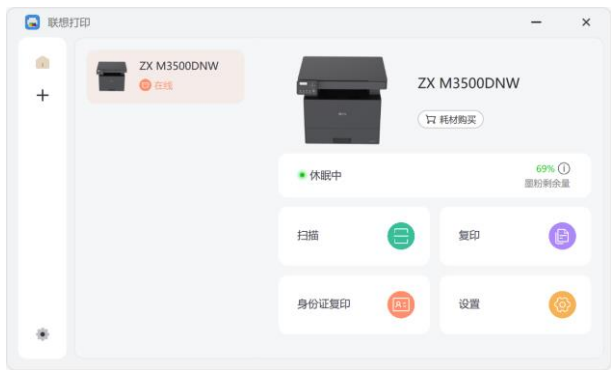 联想打印
ZX M3500DNW
在线
ZX M3500DNW
耗材购买
休眠中
69%
墨粉剩余量
扫描
复印
身份证复印
设置